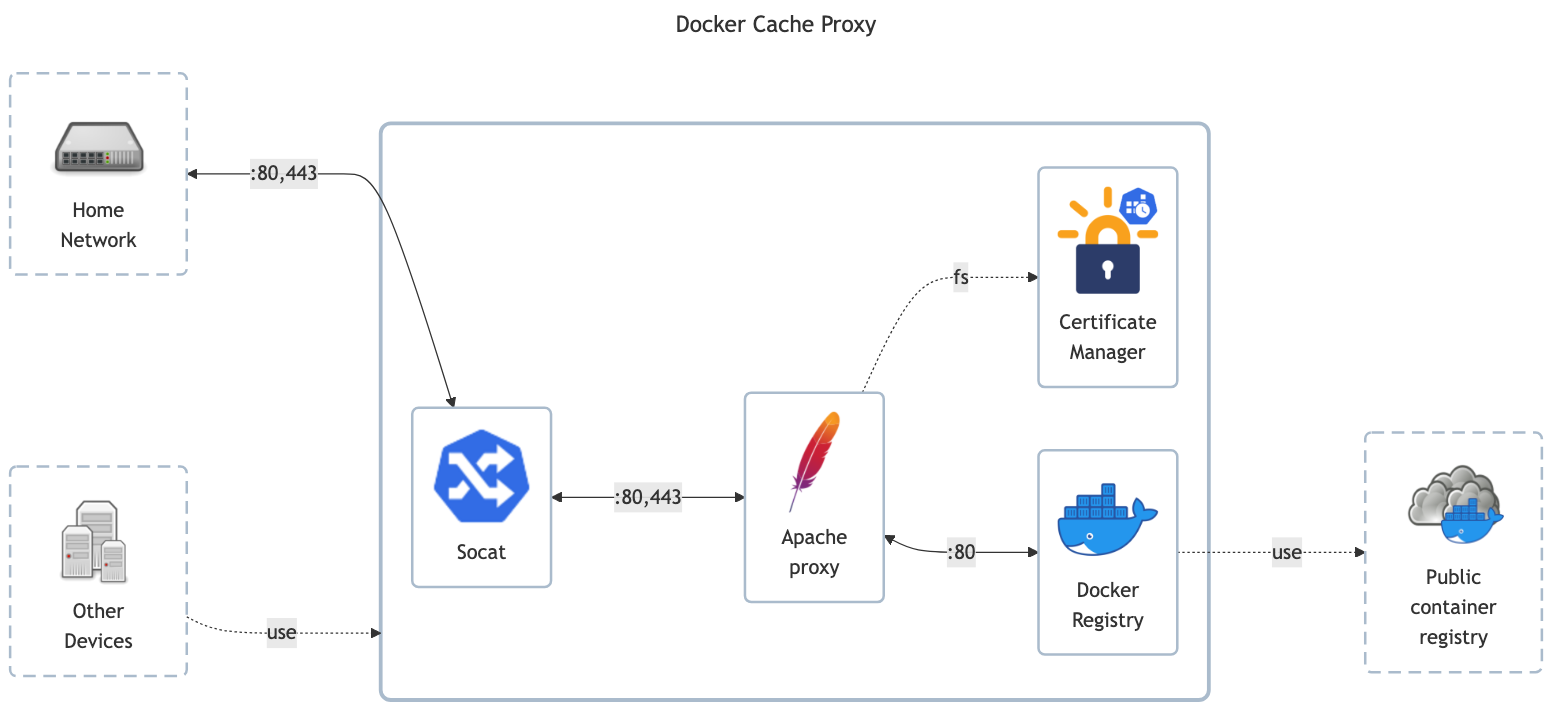 Docker Cache Proxy
Home
Network
:80,443
Certificate
Manager
fs
Socat
:80,443
Apache
proxy
:80
Docker
Registry
use
Public
container
registry
Other
Devices
use